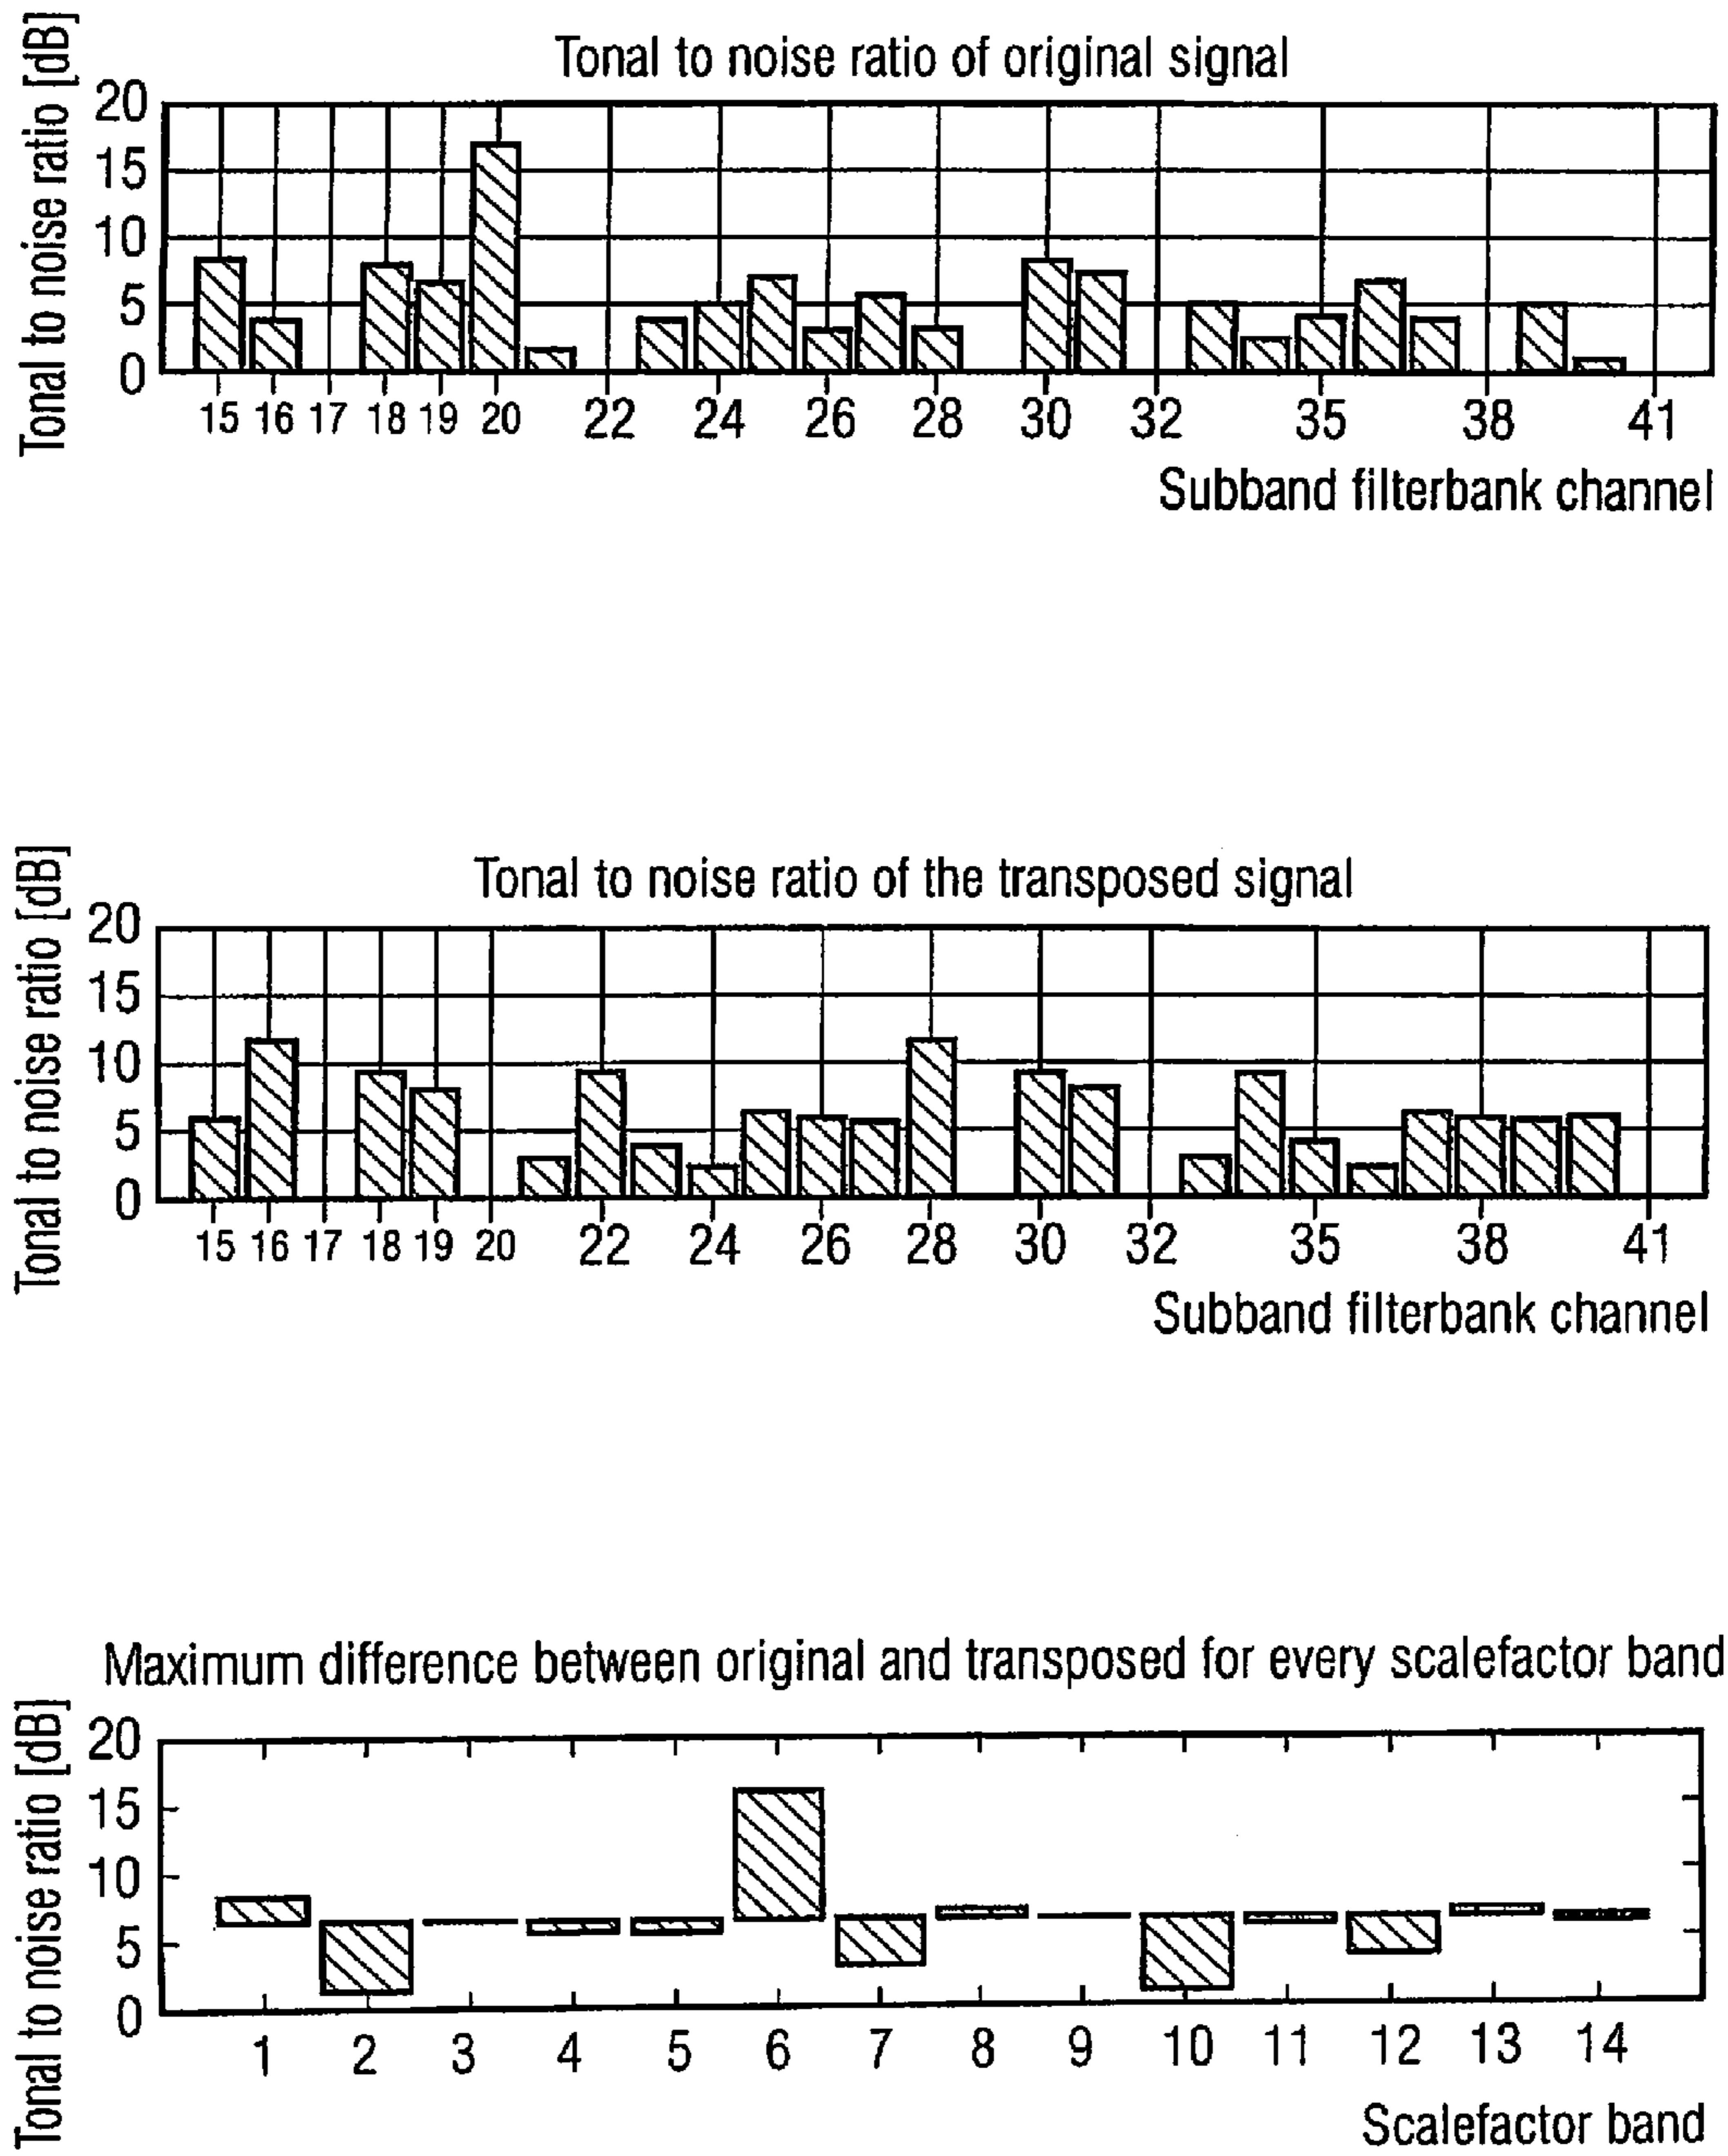 Tonal to noise ratio of original signal
Tonal to noise ratio [dB]
20
15
10
5
0
15 16 17 18 19 20 22 24 26 28 30 32 35 38 41
Subband filterbank channel
Tonal to noise ratio of the transposed signal
Tonal to noise ratio [dB]
20
15
10
5
0
15 16 17 18 19 20 22 24 26 28 30 32 35 38 41
Subband filterbank channel
Maximum difference between original and transposed for every scalefactor band
Tonal to noise ratio [dB]
20
15
10
5
0
1 2 3 4 5 6 7 8 9 10 11 12 13 14
Scalefactor band